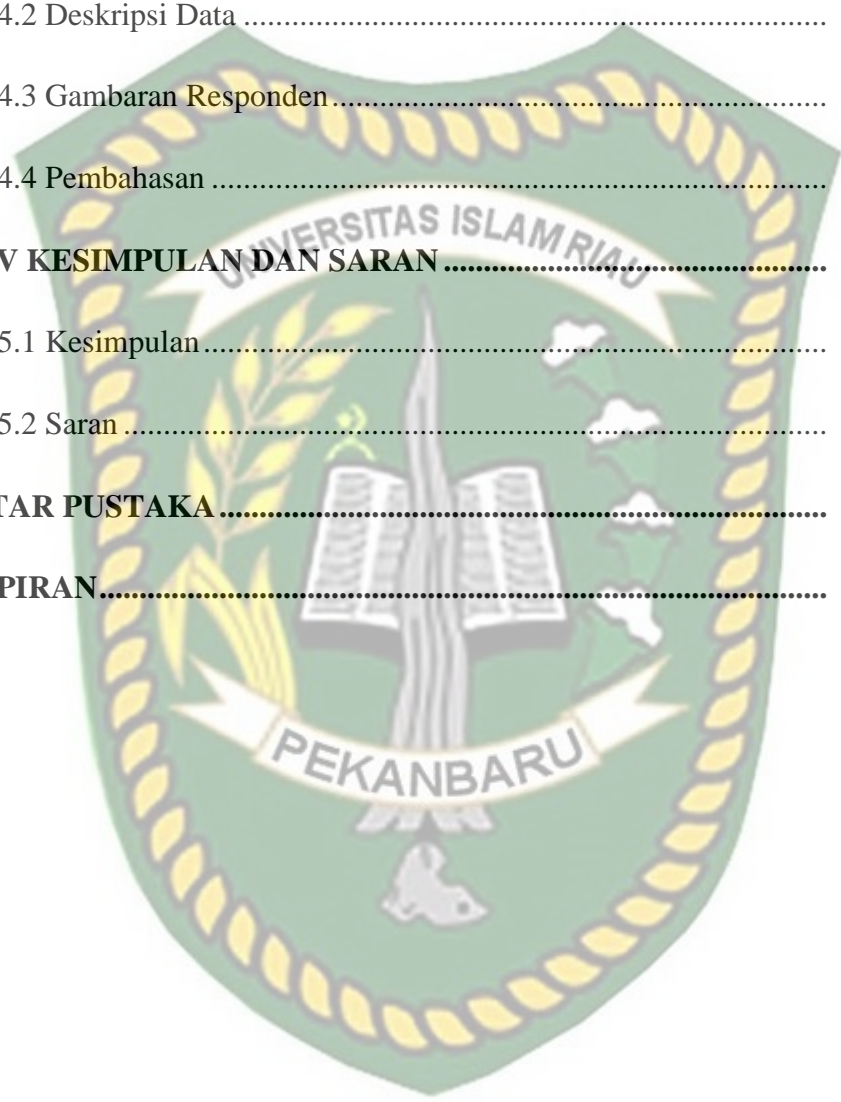 4.2 Deskripsi Data ..........................................................................
4.3 Gambaran Responden ...............................................................
4.4 Pembahasan ..............................................................................
UNIVERSITAS ISLAM RIAU
V KESIMPULAN DAN SARAN ................................................
5.1 Kesimpulan ...............................................................................
5.2 Saran .........................................................................................
TAR PUSTAKA .............................................................................
PIRAN............................................................................................
PEKANBARU